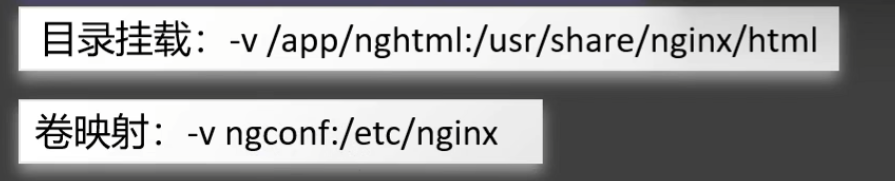 目录挂载：-v /app/nghtml:/usr/share/nginx/html
卷映射：-v ngconf:/etc/nginx